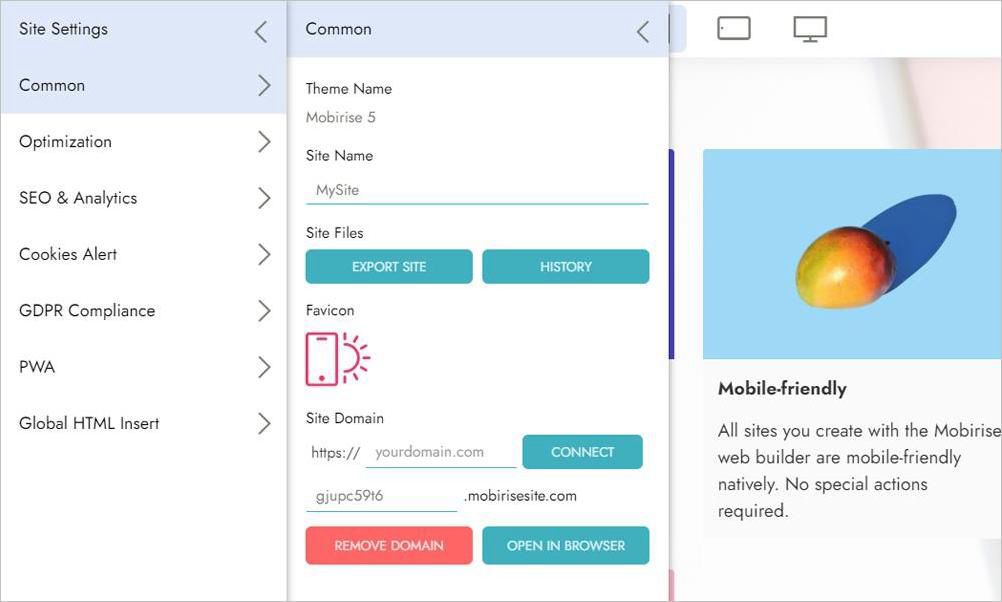 Site Settings
Common
Optimization
SEO & Analytics
Cookies Alert
GDPR Compliance
PWA
Global HTML Insert
Common
Theme Name
Mobirise 5
Site Name
MySite
Site Files
EXPORT SITE HISTORY
Favicon
Site Domain
https:// yourdomain.com CONNECT
gjupc59t6 .mobirisesite.com
REMOVE DOMAIN OPEN IN BROWSER
Mobile-friendly
All sites you create with the Mobirise
web builder are mobile-friendly
natively. No special actions
required.